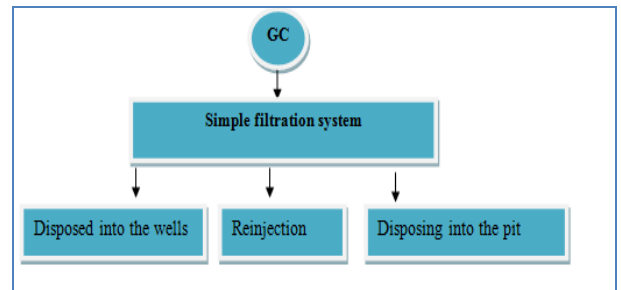 GC
Simple filtration system
Disposed into the wells
Reinjection
Disposing into the pit